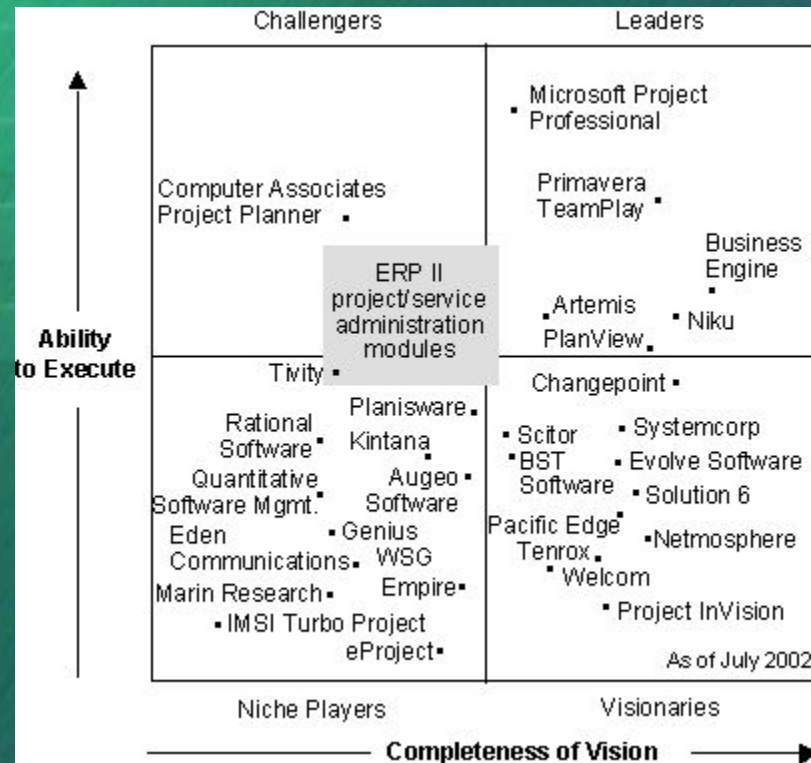 Challengers
Leaders
Microsoft Project
Professional
Computer Associates
Project Planner
Primavera
TeamPlay
Business
Engine
ERP II
project/service
administration
modules
Artemis
Niku
PlanView
Ability
to Execute
Tivity
Changepoint
Planisware
Rational
Software
Kintana
Scitor
Systemcorp
BST
Software
Evolve Software
Quantitative
Software Mgmt.
Augeo
Software
Solution 6
Eden
Communications
Genius
WSG
Pacific Edge
Tenrox
Netmosphere
Welcom
Marin Research
Empire
Project InVision
IMSI Turbo Project
eProject
As of July 2002
Niche Players
Visionaries
Completeness of Vision